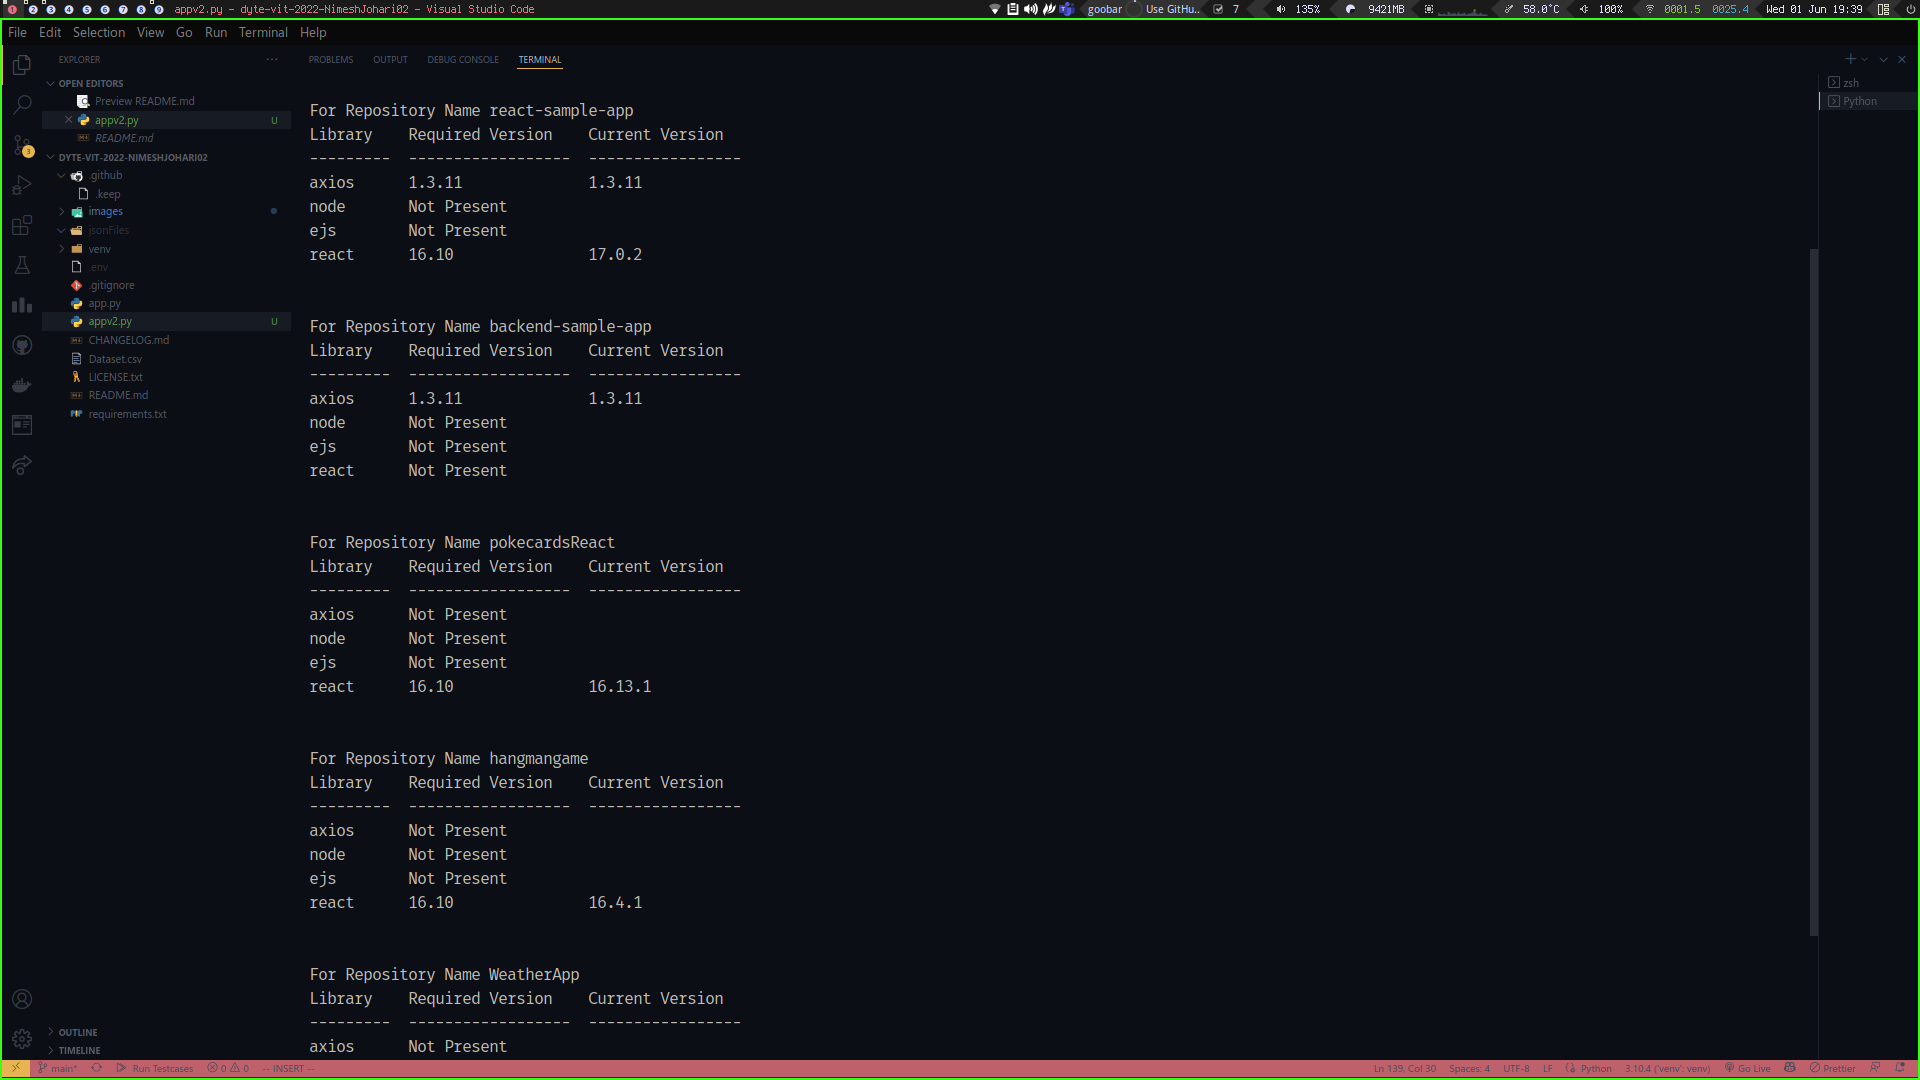 1 2 3 4 5 6 7 8 9 appv2.py - dyte-vit-2022-NimeshJohari02 - Visual Studio Code goobar Use GitHu.. 7 135% 9421MB 58.0°C 100% 0001.5 0025.4 Wed 01 Jun 19:39
File Edit Selection View Go Run Terminal Help
EXPLORER ···
OPEN EDITORS
Preview README.md
appv2.py U
README.md
DYTE-VIT-2022-NIMESHJOHARI02
.github
.keep
images
jsonFiles
venv
.env
.gitignore
app.py
appv2.py U
CHANGELOG.md
Dataset.csv
LICENSE.txt
README.md
requirements.txt
OUTLINE
TIMELINE
3
PROBLEMS OUTPUT DEBUG CONSOLE TERMINAL
For Repository Name react-sample-app
Library Required Version Current Version
--------- ------------------ -----------------
axios 1.3.11 1.3.11
node Not Present
ejs Not Present
react 16.10 17.0.2
For Repository Name backend-sample-app
Library Required Version Current Version
--------- ------------------ -----------------
axios 1.3.11 1.3.11
node Not Present
ejs Not Present
react Not Present
For Repository Name pokecardsReact
Library Required Version Current Version
--------- ------------------ -----------------
axios Not Present
node Not Present
ejs Not Present
react 16.10 16.13.1
For Repository Name hangmangame
Library Required Version Current Version
--------- ------------------ -----------------
axios Not Present
node Not Present
ejs Not Present
react 16.10 16.4.1
For Repository Name WeatherApp
Library Required Version Current Version
--------- ------------------ -----------------
axios Not Present
zsh
Python
main* Run Testcases 0 0 -- INSERT -- Ln 139, Col 30 Spaces: 4 UTF-8 LF Python 3.10.4 ('venv': venv) Go Live Prettier